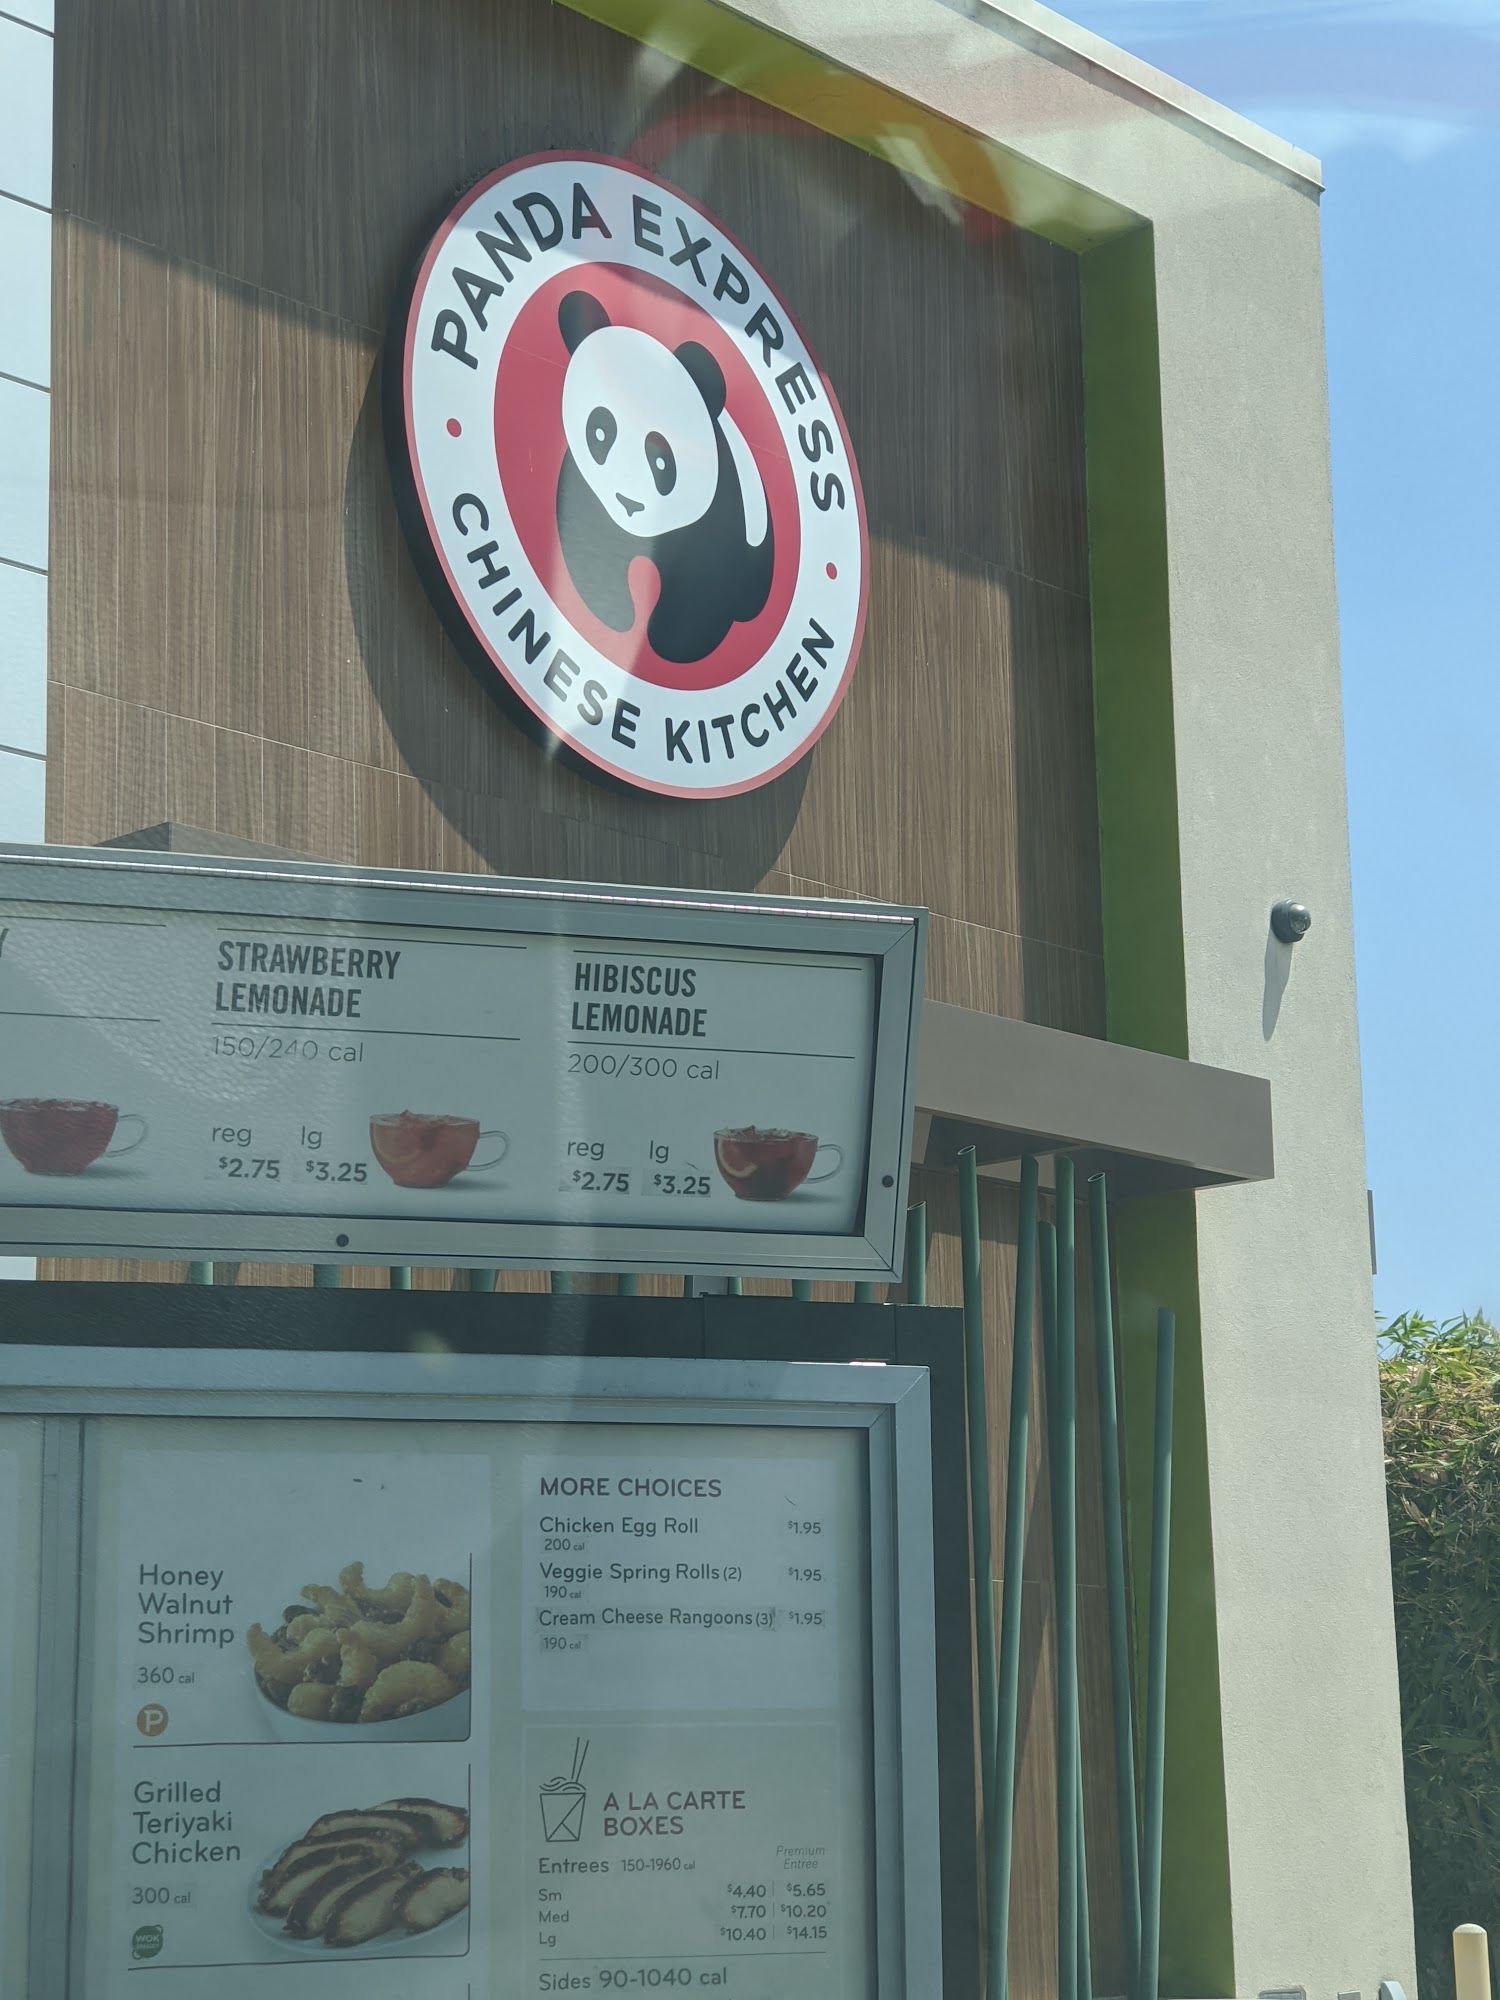 PANDA EXPRESS
CHINESE KITCHEN
Y
STRAWBERRY
LEMONADE
150/240 cal
reg lg
$2.75 $3.25
HIBISCUS
LEMONADE
200/300 cal
reg lg
$2.75 $3.25
Honey
Walnut
Shrimp
360 cal
P
Grilled
Teriyaki
Chicken
300 cal
WOK
SMART
MORE CHOICES
Chicken Egg Roll $1.95
200 cal
Veggie Spring Rolls (2) $1.95
190 cal
Cream Cheese Rangoons (3) $1.95
190 cal
A LA CARTE
BOXES
Premium
Entree
Entrees 150-1960 cal
Sm $4.40 $5.65
Med $7.70 $10.20
Lg $10.40 $14.15
Sides 90-1040 cal